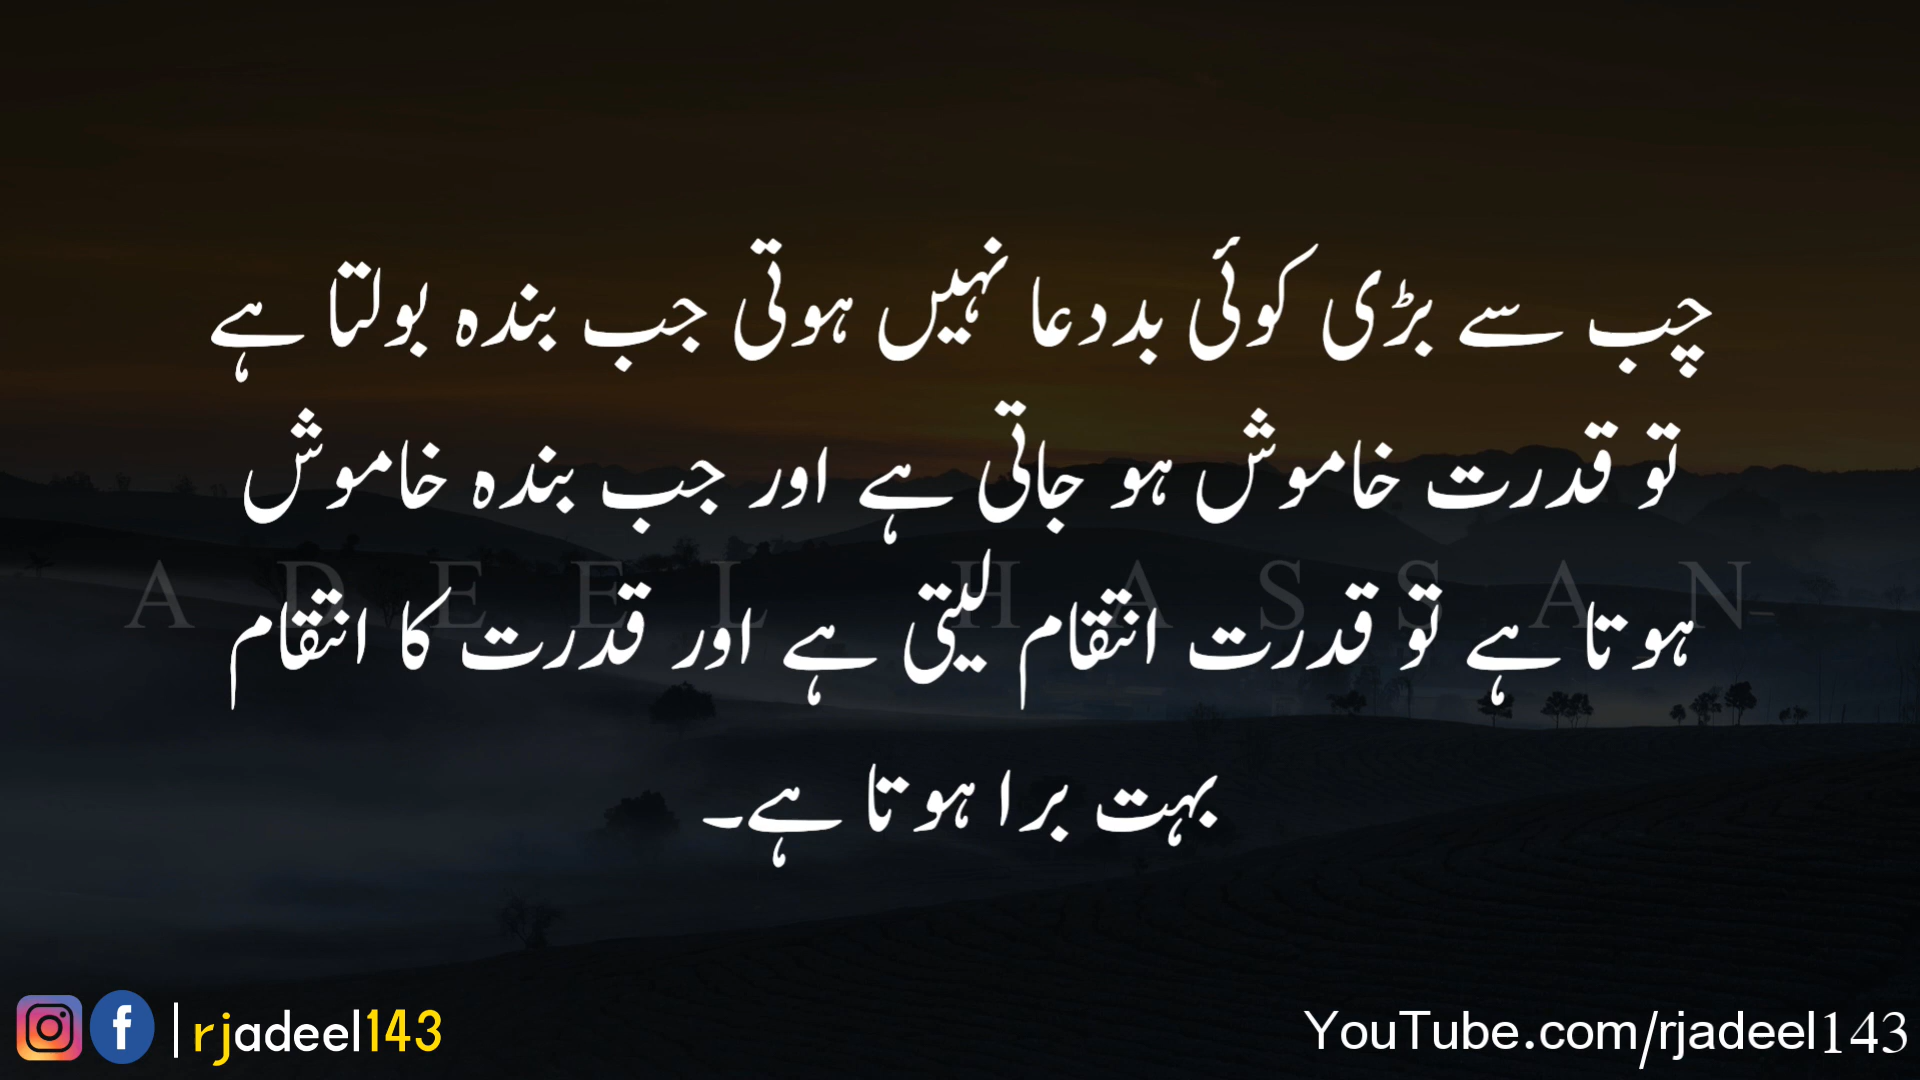 چپ سے بڑی کوئی بددعا نہیں ہوتی جب بندہ بولتا ہے
تو قدرت خاموش ہو جاتی ہے اور جب بندہ خاموش
ADEEL HASSAN
ہوتا ہے تو قدرت انتقام لیتی ہے اور قدرت کا انتقام
بہت برا ہوتا ہے۔
|rjadeel143
YouTube.com/rjadeel143